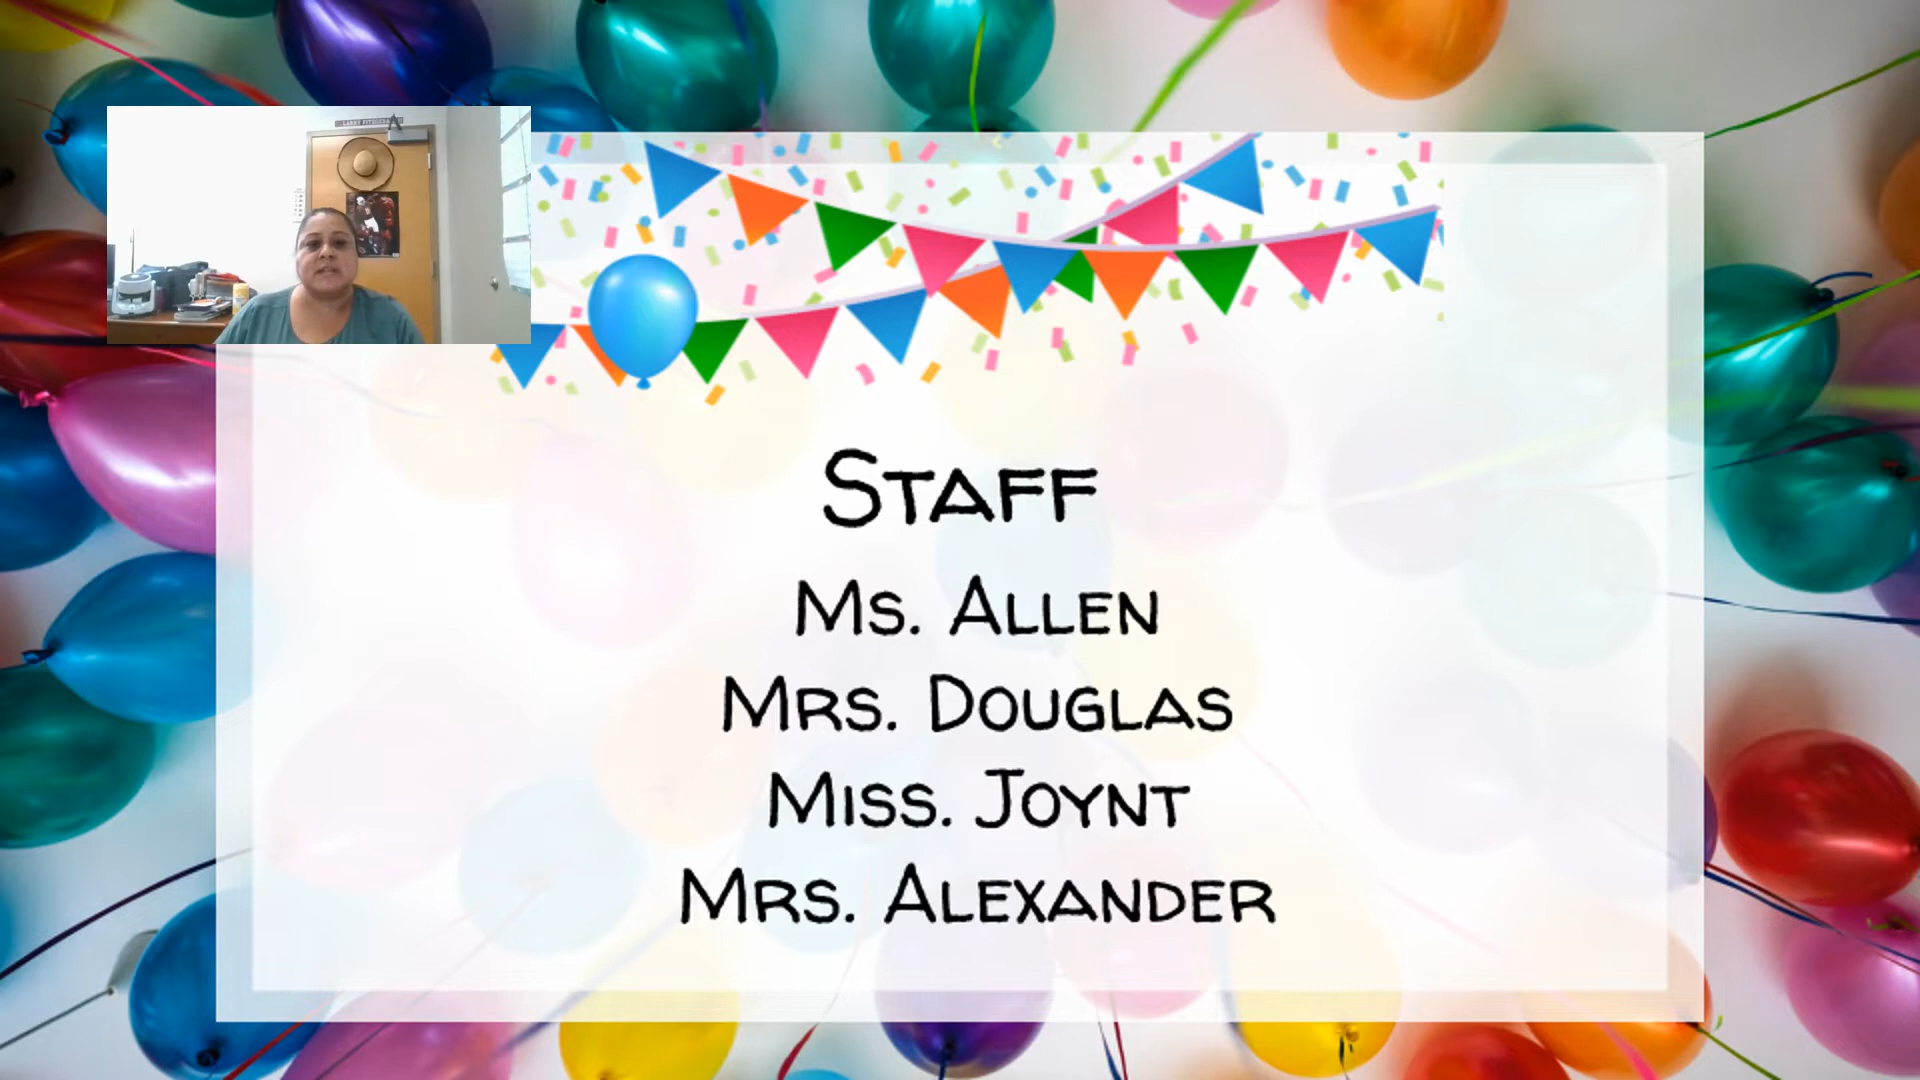 Staff
Ms. Allen
Mrs. Douglas
Miss. Joynt
Mrs. Alexander